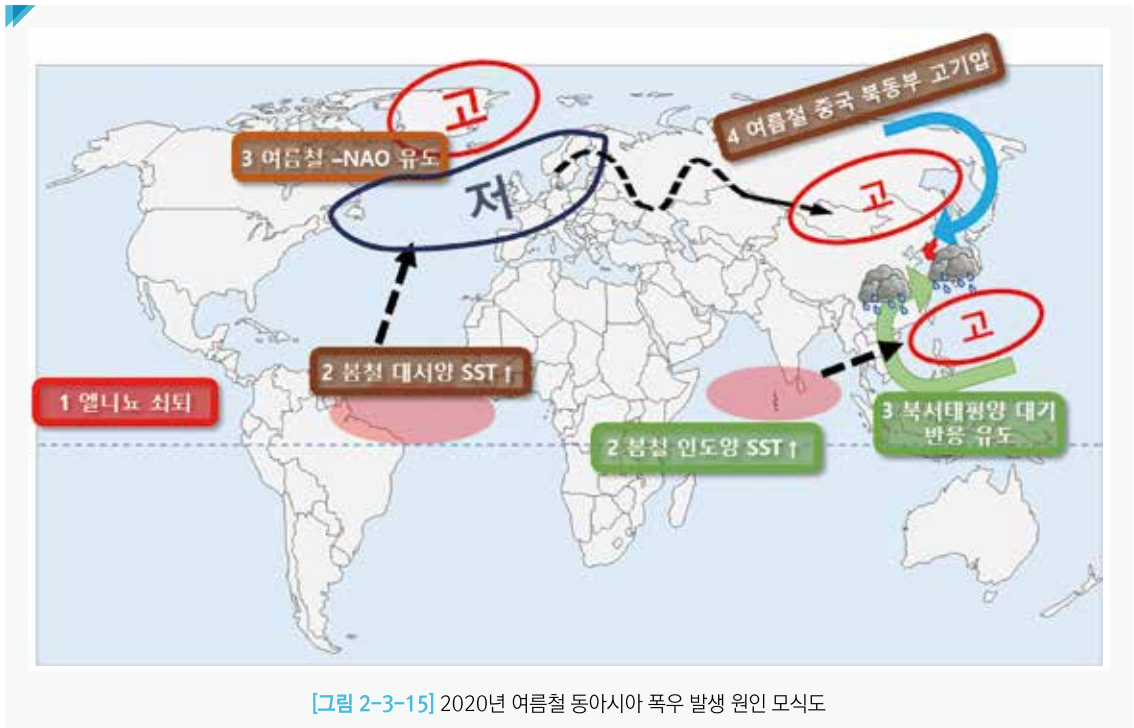 고
4 여름철 중국 북동부 고기압
3 여름철 -NAO 유도
저
고
고
2 봄철 대서양 SST↑
1 엘니뇨 쇠퇴
3 북서태평양 대기
반응 유도
2 봄철 인도양 SST↑
[그림 2-3-15] 2020년 여름철 동아시아 폭우 발생 원인 모식도